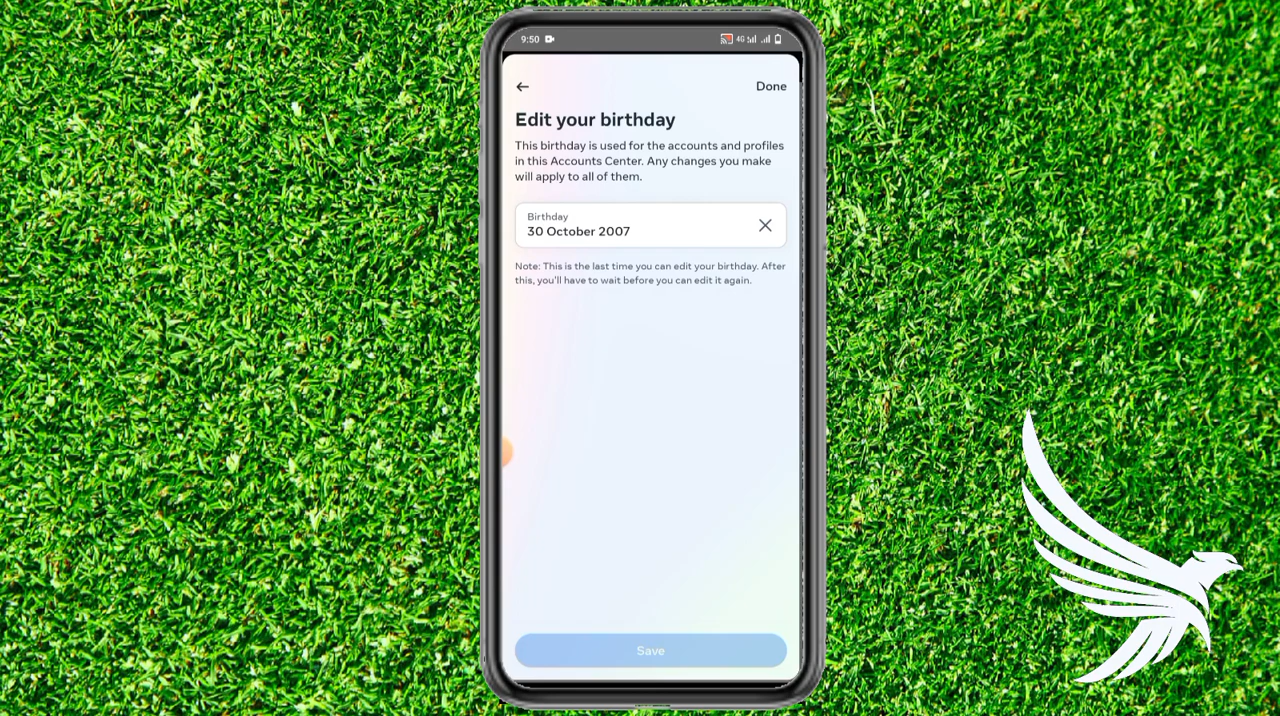 9:50
4G
Done
Edit your birthday
This birthday is used for the accounts and profiles
in this Accounts Center. Any changes you make
will apply to all of them.
Birthday
30 October 2007
Note: This is the last time you can edit your birthday. After
this, you'll have to wait before you can edit it again.
Save